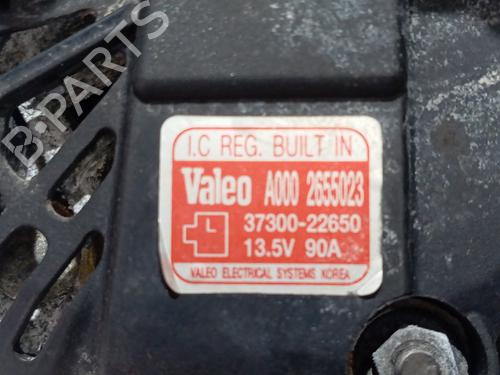 I.C REG. BUILT IN
Valeo A000 2655023
L 37300-22650
13.5V 90A
VALEO ELECTRICAL SYSTEMS KOREA
B-PARTS